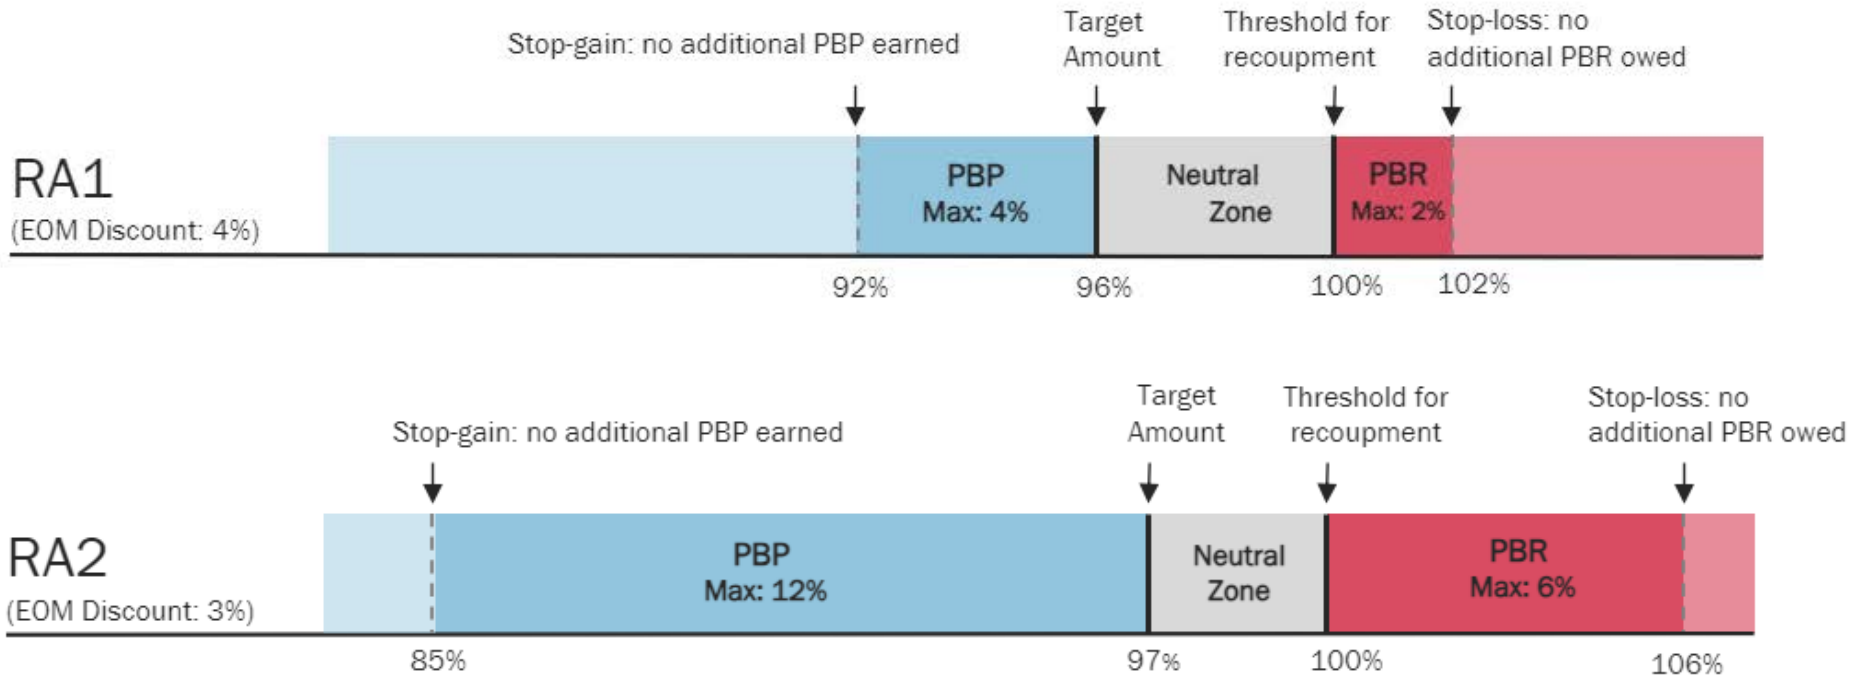 Stop-gain: no additional PBP earned
Target
Amount
Threshold for
recoupment
Stop-loss: no
additional PBR owed
RA1
(EOM Discount: 4%)
PBP
Max: 4%
Neutral
Zone
PBR
Max: 2%
92%
96%
100%
102%
Stop-gain: no additional PBP earned
Target
Amount
Threshold for
recoupment
Stop-loss: no
additional PBR owed
RA2
(EOM Discount: 3%)
PBP
Max: 12%
Neutral
Zone
PBR
Max: 6%
85%
97%
100%
106%